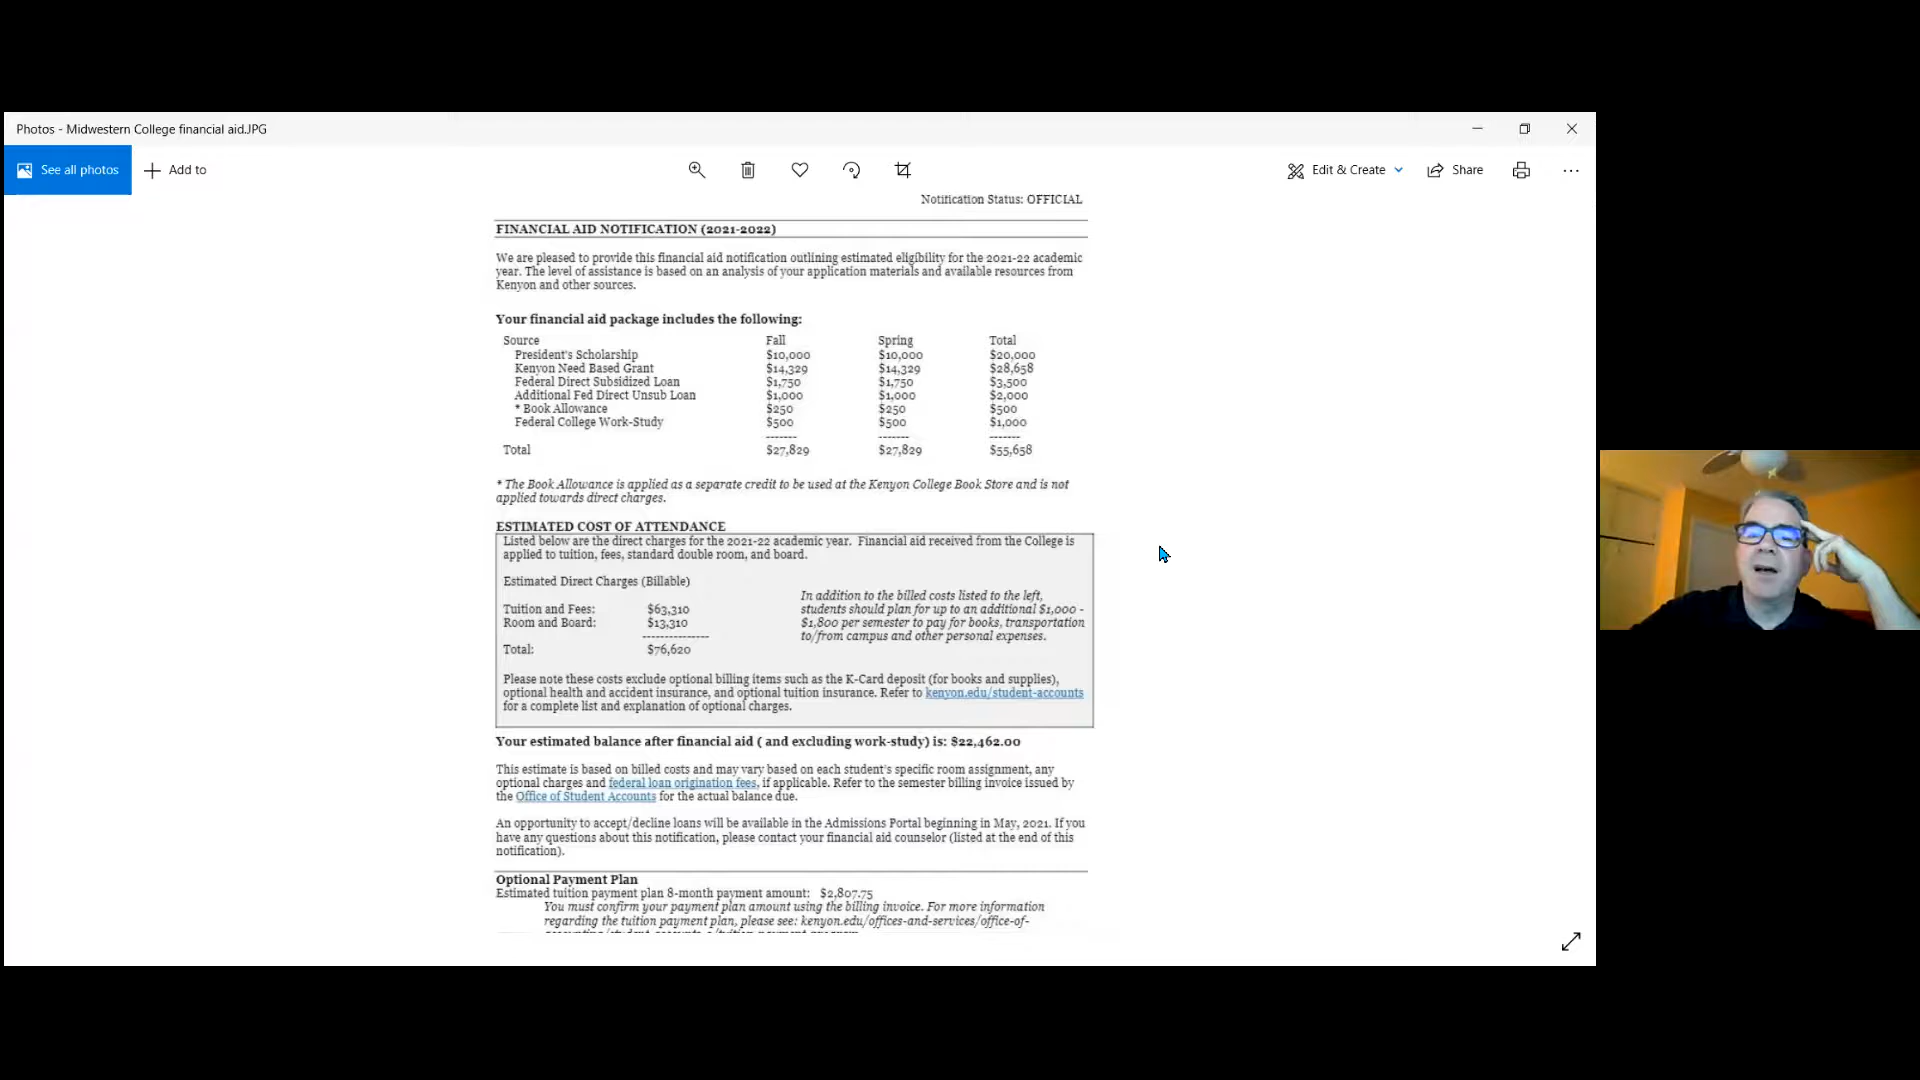 Photos - Midwestern College financial aid.JPG
See all photos
Add to
Edit & Create
Share
Notification Status: OFFICIAL
FINANCIAL AID NOTIFICATION (2021-2022)
We are pleased to provide this financial aid notification outlining estimated eligibility for the 2021-22 academic
year. The level of assistance is based on an analysis of your application materials and available resources from
Kenyon and other sources.
Your financial aid package includes the following:
Source Fall Spring Total
President's Scholarship $10,000 $10,000 $20,000
Kenyon Need Based Grant $14,329 $14,329 $28,658
Federal Direct Subsidized Loan $1,750 $1,750 $3,500
Additional Fed Direct Unsub Loan $1,000 $1,000 $2,000
* Book Allowance $250 $250 $500
Federal College Work-Study $500 $500 $1,000
------- ------- -------
Total $27,829 $27,829 $55,658
* The Book Allowance is applied as a separate credit to be used at the Kenyon College Book Store and is not
applied towards direct charges.
ESTIMATED COST OF ATTENDANCE
Listed below are the direct charges for the 2021-22 academic year. Financial aid received from the College is
applied to tuition, fees, standard double room, and board.
Estimated Direct Charges (Billable)
Tuition and Fees: $63,310
Room and Board: $13,310
---------------
Total: $76,620
In addition to the billed costs listed to the left,
students should plan for up to an additional $1,000 -
$1,800 per semester to pay for books, transportation
to/from campus and other personal expenses.
Please note these costs exclude optional billing items such as the K-Card deposit (for books and supplies),
optional health and accident insurance, and optional tuition insurance. Refer to kenyon.edu/student-accounts
for a complete list and explanation of optional charges.
Your estimated balance after financial aid ( and excluding work-study) is: $22,462.00
This estimate is based on billed costs and may vary based on each student's specific room assignment, any
optional charges and federal loan origination fees, if applicable. Refer to the semester billing invoice issued by
the Office of Student Accounts for the actual balance due.
An opportunity to accept/decline loans will be available in the Admissions Portal beginning in May, 2021. If you
have any questions about this notification, please contact your financial aid counselor (listed at the end of this
notification).
Optional Payment Plan
Estimated tuition payment plan 8-month payment amount: $2,807.75
You must confirm your payment plan amount using the billing invoice. For more information
regarding the tuition payment plan, please see: kenyon.edu/offices-and-services/office-of-